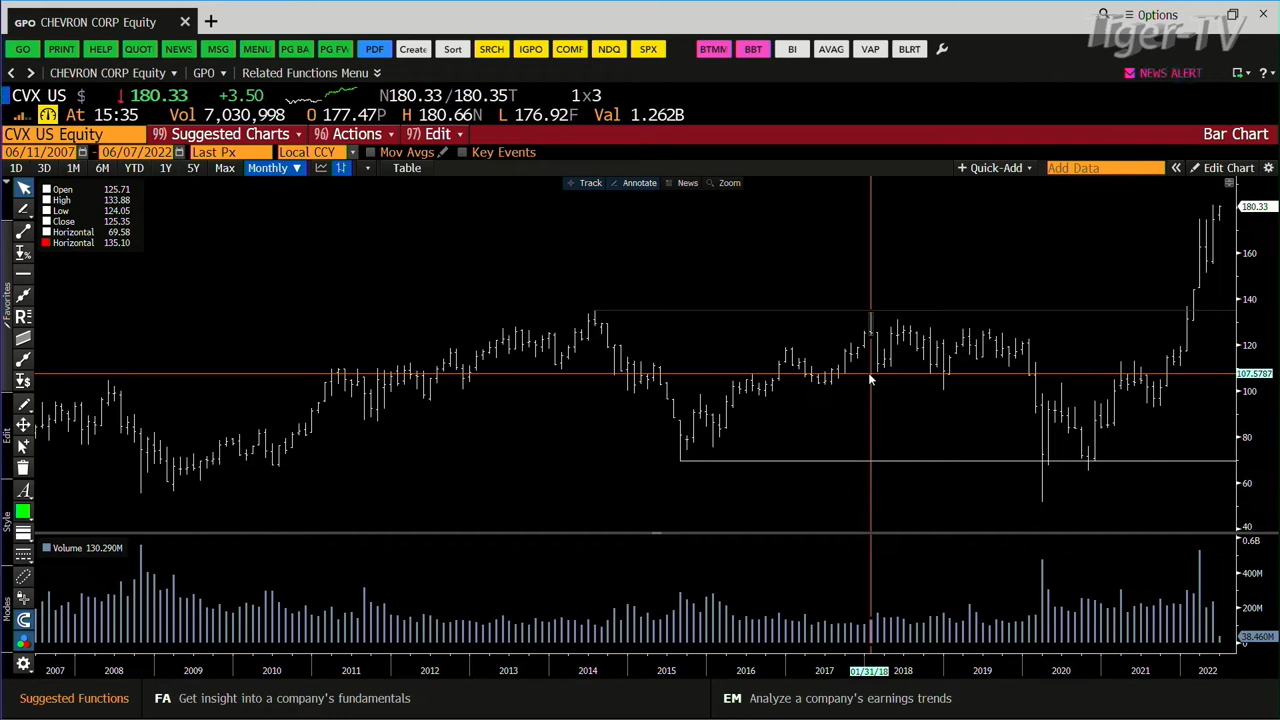 GPO CHEVRON CORP Equity
Options
Tiger-TV
GO PRINT HELP QUOT NEWS MSG MENU PG BA PG FW PDF Create Sort SRCH IGPO COMF NDQ SPX BTMM BBT BI AVAG VAP BLRT
CHEVRON CORP Equity GPO Related Functions Menu NEWS ALERT
CVX US $ ↓180.33 +3.50 N180.33/180.35T 1x3
At 15:35 Vol 7,030,998 O 177.47P H 180.66N L 176.92F Val 1.262B
CVX US Equity 99) Suggested Charts 96) Actions 97) Edit Bar Chart
06/11/2007 - 06/07/2022 Last Px Local CCY Mov Avgs Key Events
1D 3D 1M 6M YTD 1Y 5Y Max Monthly ▼ Table + Quick-Add Add Data « Edit Chart
Track Annotate News Zoom
Open 125.71
High 133.88
Low 124.05
Close 125.35
Horizontal 69.58
Horizontal 135.10
180.33
160
140
120
107.5787
100
80
60
40
Favorites
Edit
Style
Modes
Volume 130.290M
0.6B
400M
200M
38.460M
0
2007 2008 2009 2010 2011 2012 2013 2014 2015 2016 2017 01/31/18 2018 2019 2020 2021 2022
Suggested Functions FA Get insight into a company's fundamentals EM Analyze a company's earnings trends